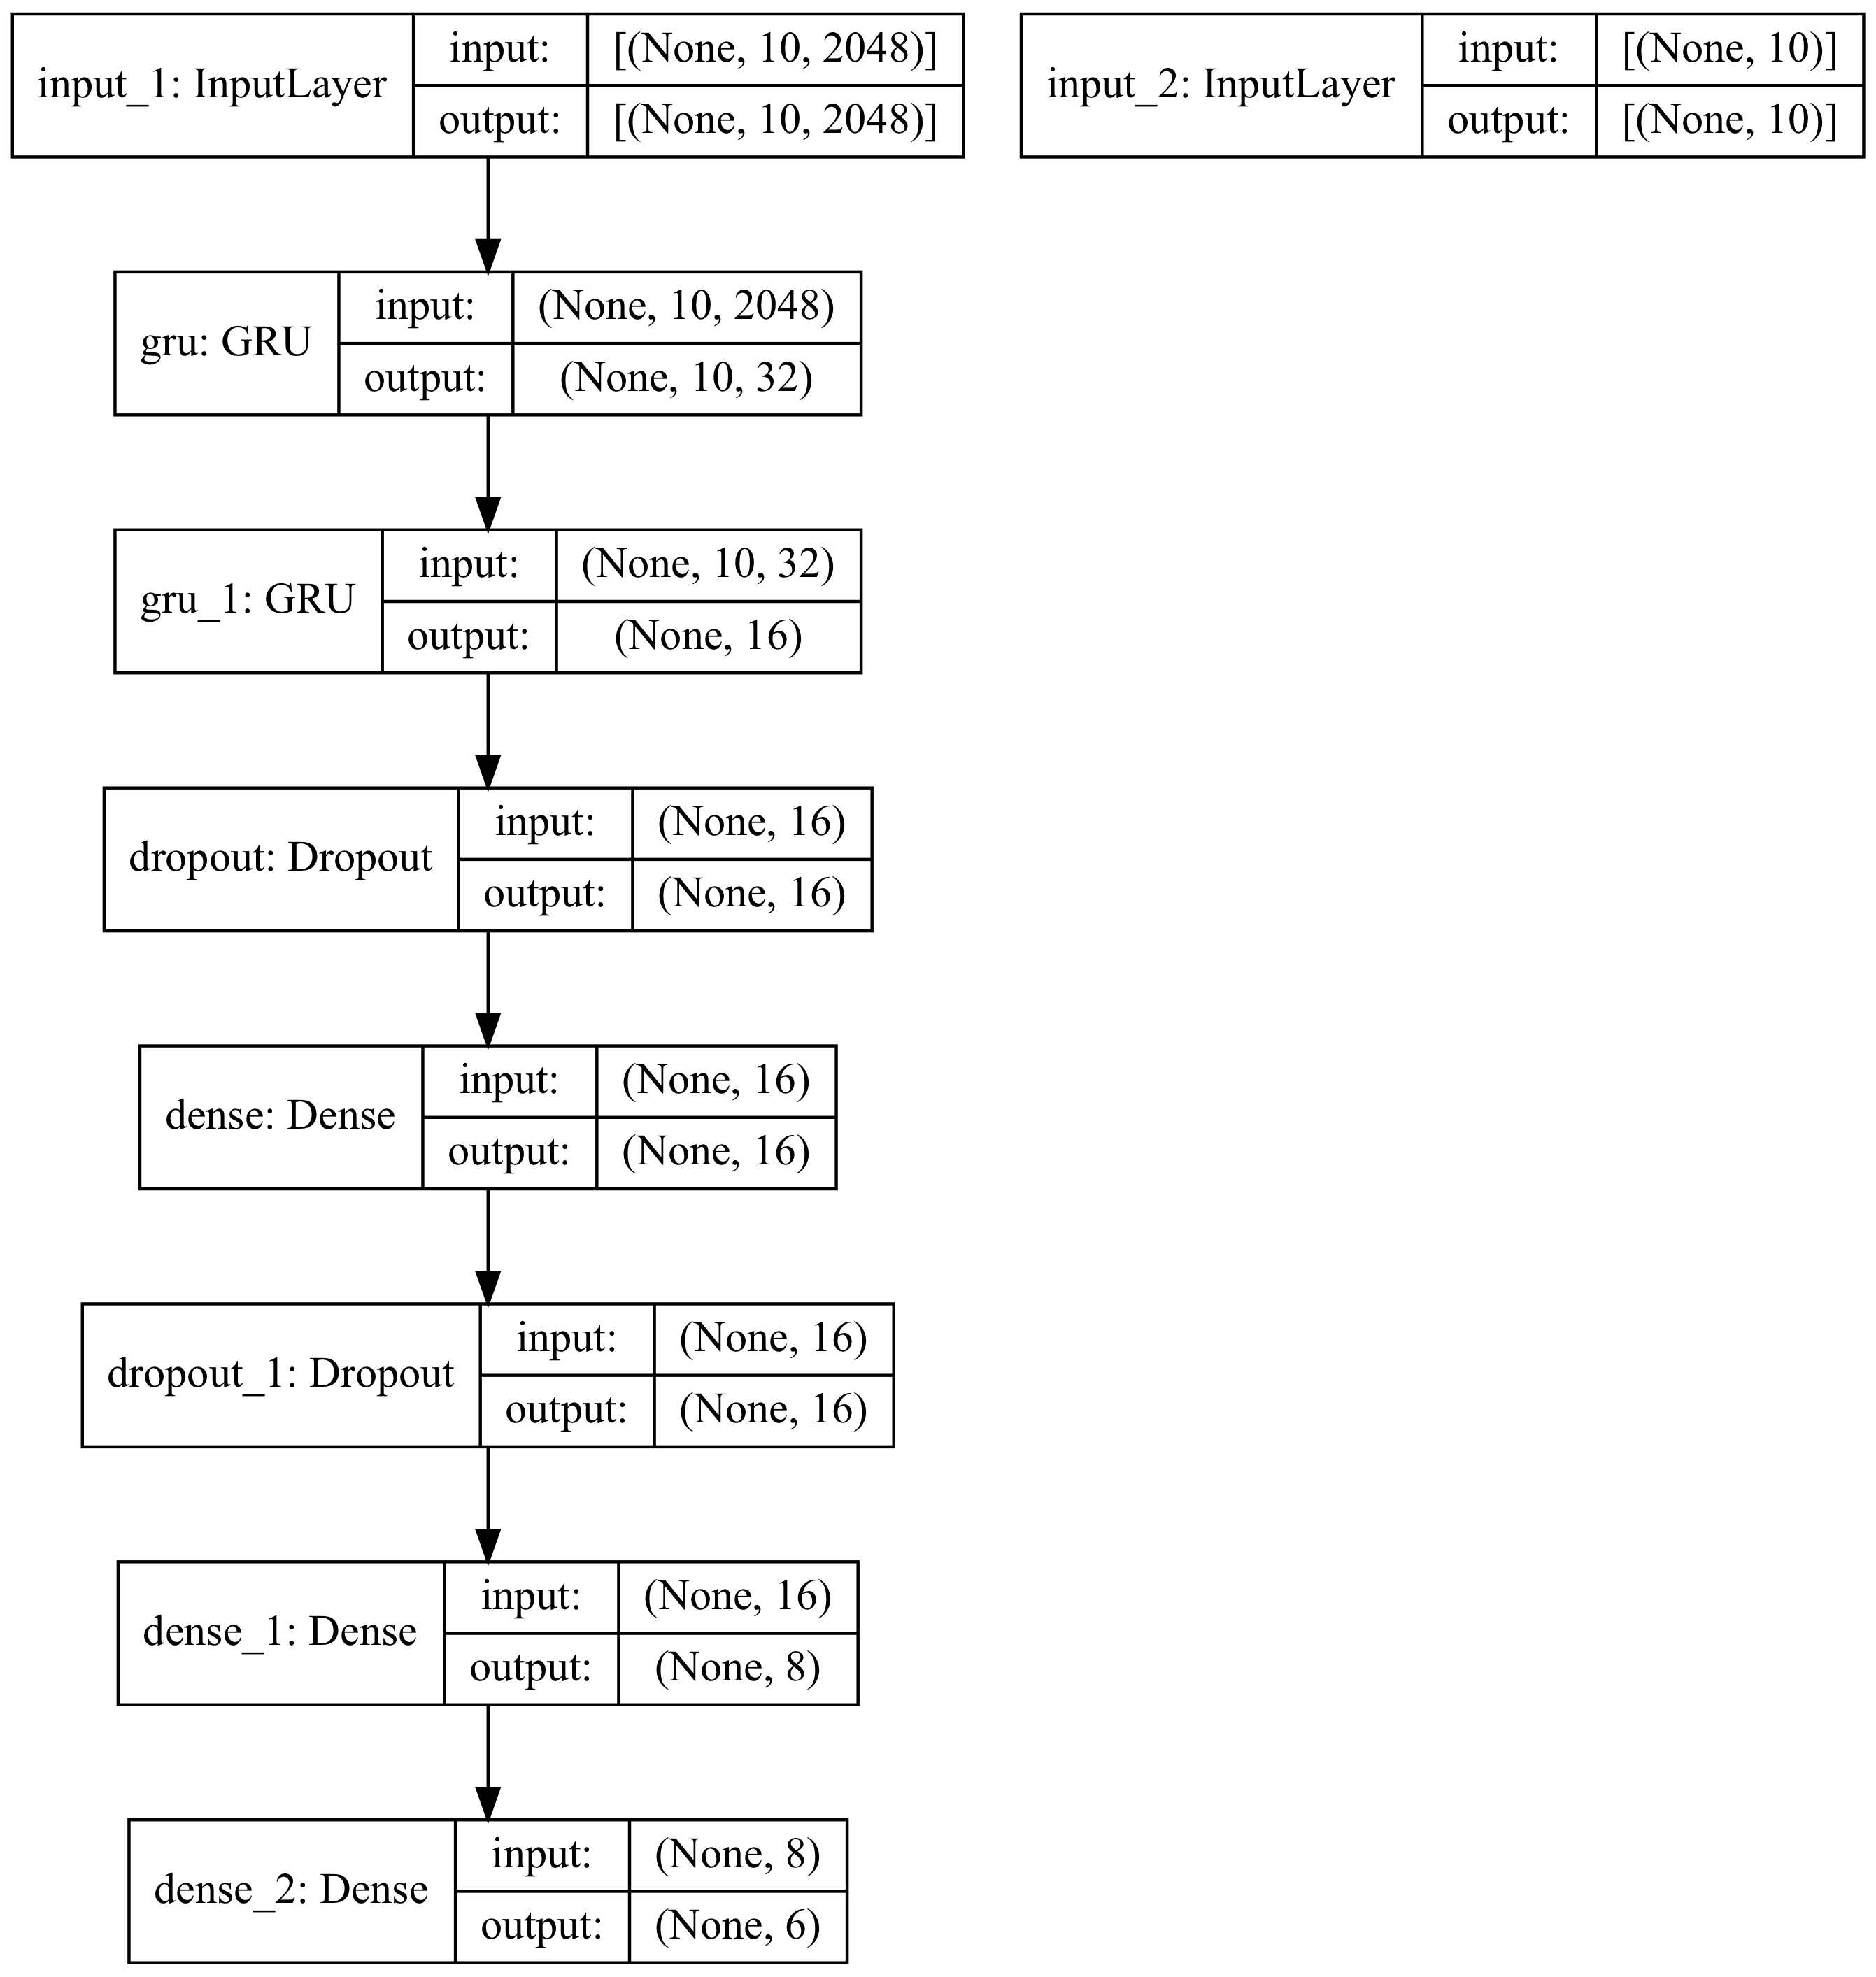 input_1: InputLayer
input:
[(None, 10, 2048)]
output:
[(None, 10, 2048)]
input_2: InputLayer
input:
[(None, 10)]
output:
[(None, 10)]
gru: GRU
input:
(None, 10, 2048)
output:
(None, 10, 32)
gru_1: GRU
input:
(None, 10, 32)
output:
(None, 16)
dropout: Dropout
input:
(None, 16)
output:
(None, 16)
dense: Dense
input:
(None, 16)
output:
(None, 16)
dropout_1: Dropout
input:
(None, 16)
output:
(None, 16)
dense_1: Dense
input:
(None, 16)
output:
(None, 8)
dense_2: Dense
input:
(None, 8)
output:
(None, 6)